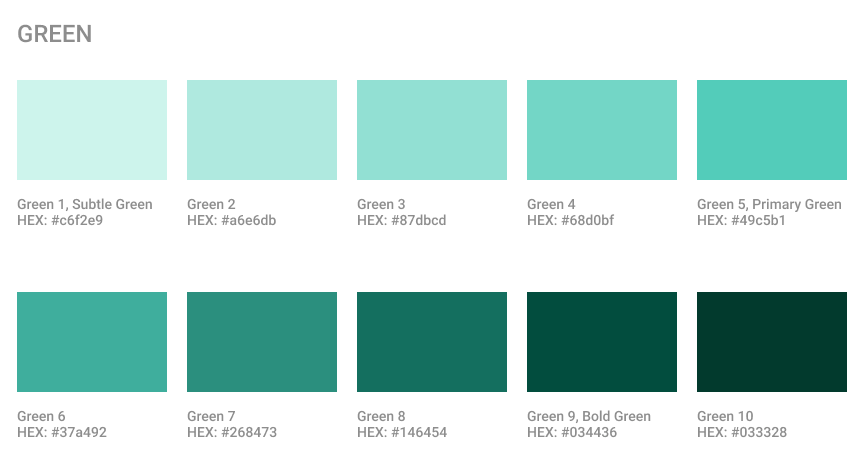 GREEN
Green 1, Subtle Green
HEX: #c6f2e9
Green 2
HEX: #a6e6db
Green 3
HEX: #87dbcd
Green 4
HEX: #68d0bf
Green 5, Primary Green
HEX: #49c5b1
Green 6
HEX: #37a492
Green 7
HEX: #268473
Green 8
HEX: #146454
Green 9, Bold Green
HEX: #034436
Green 10
HEX: #033328